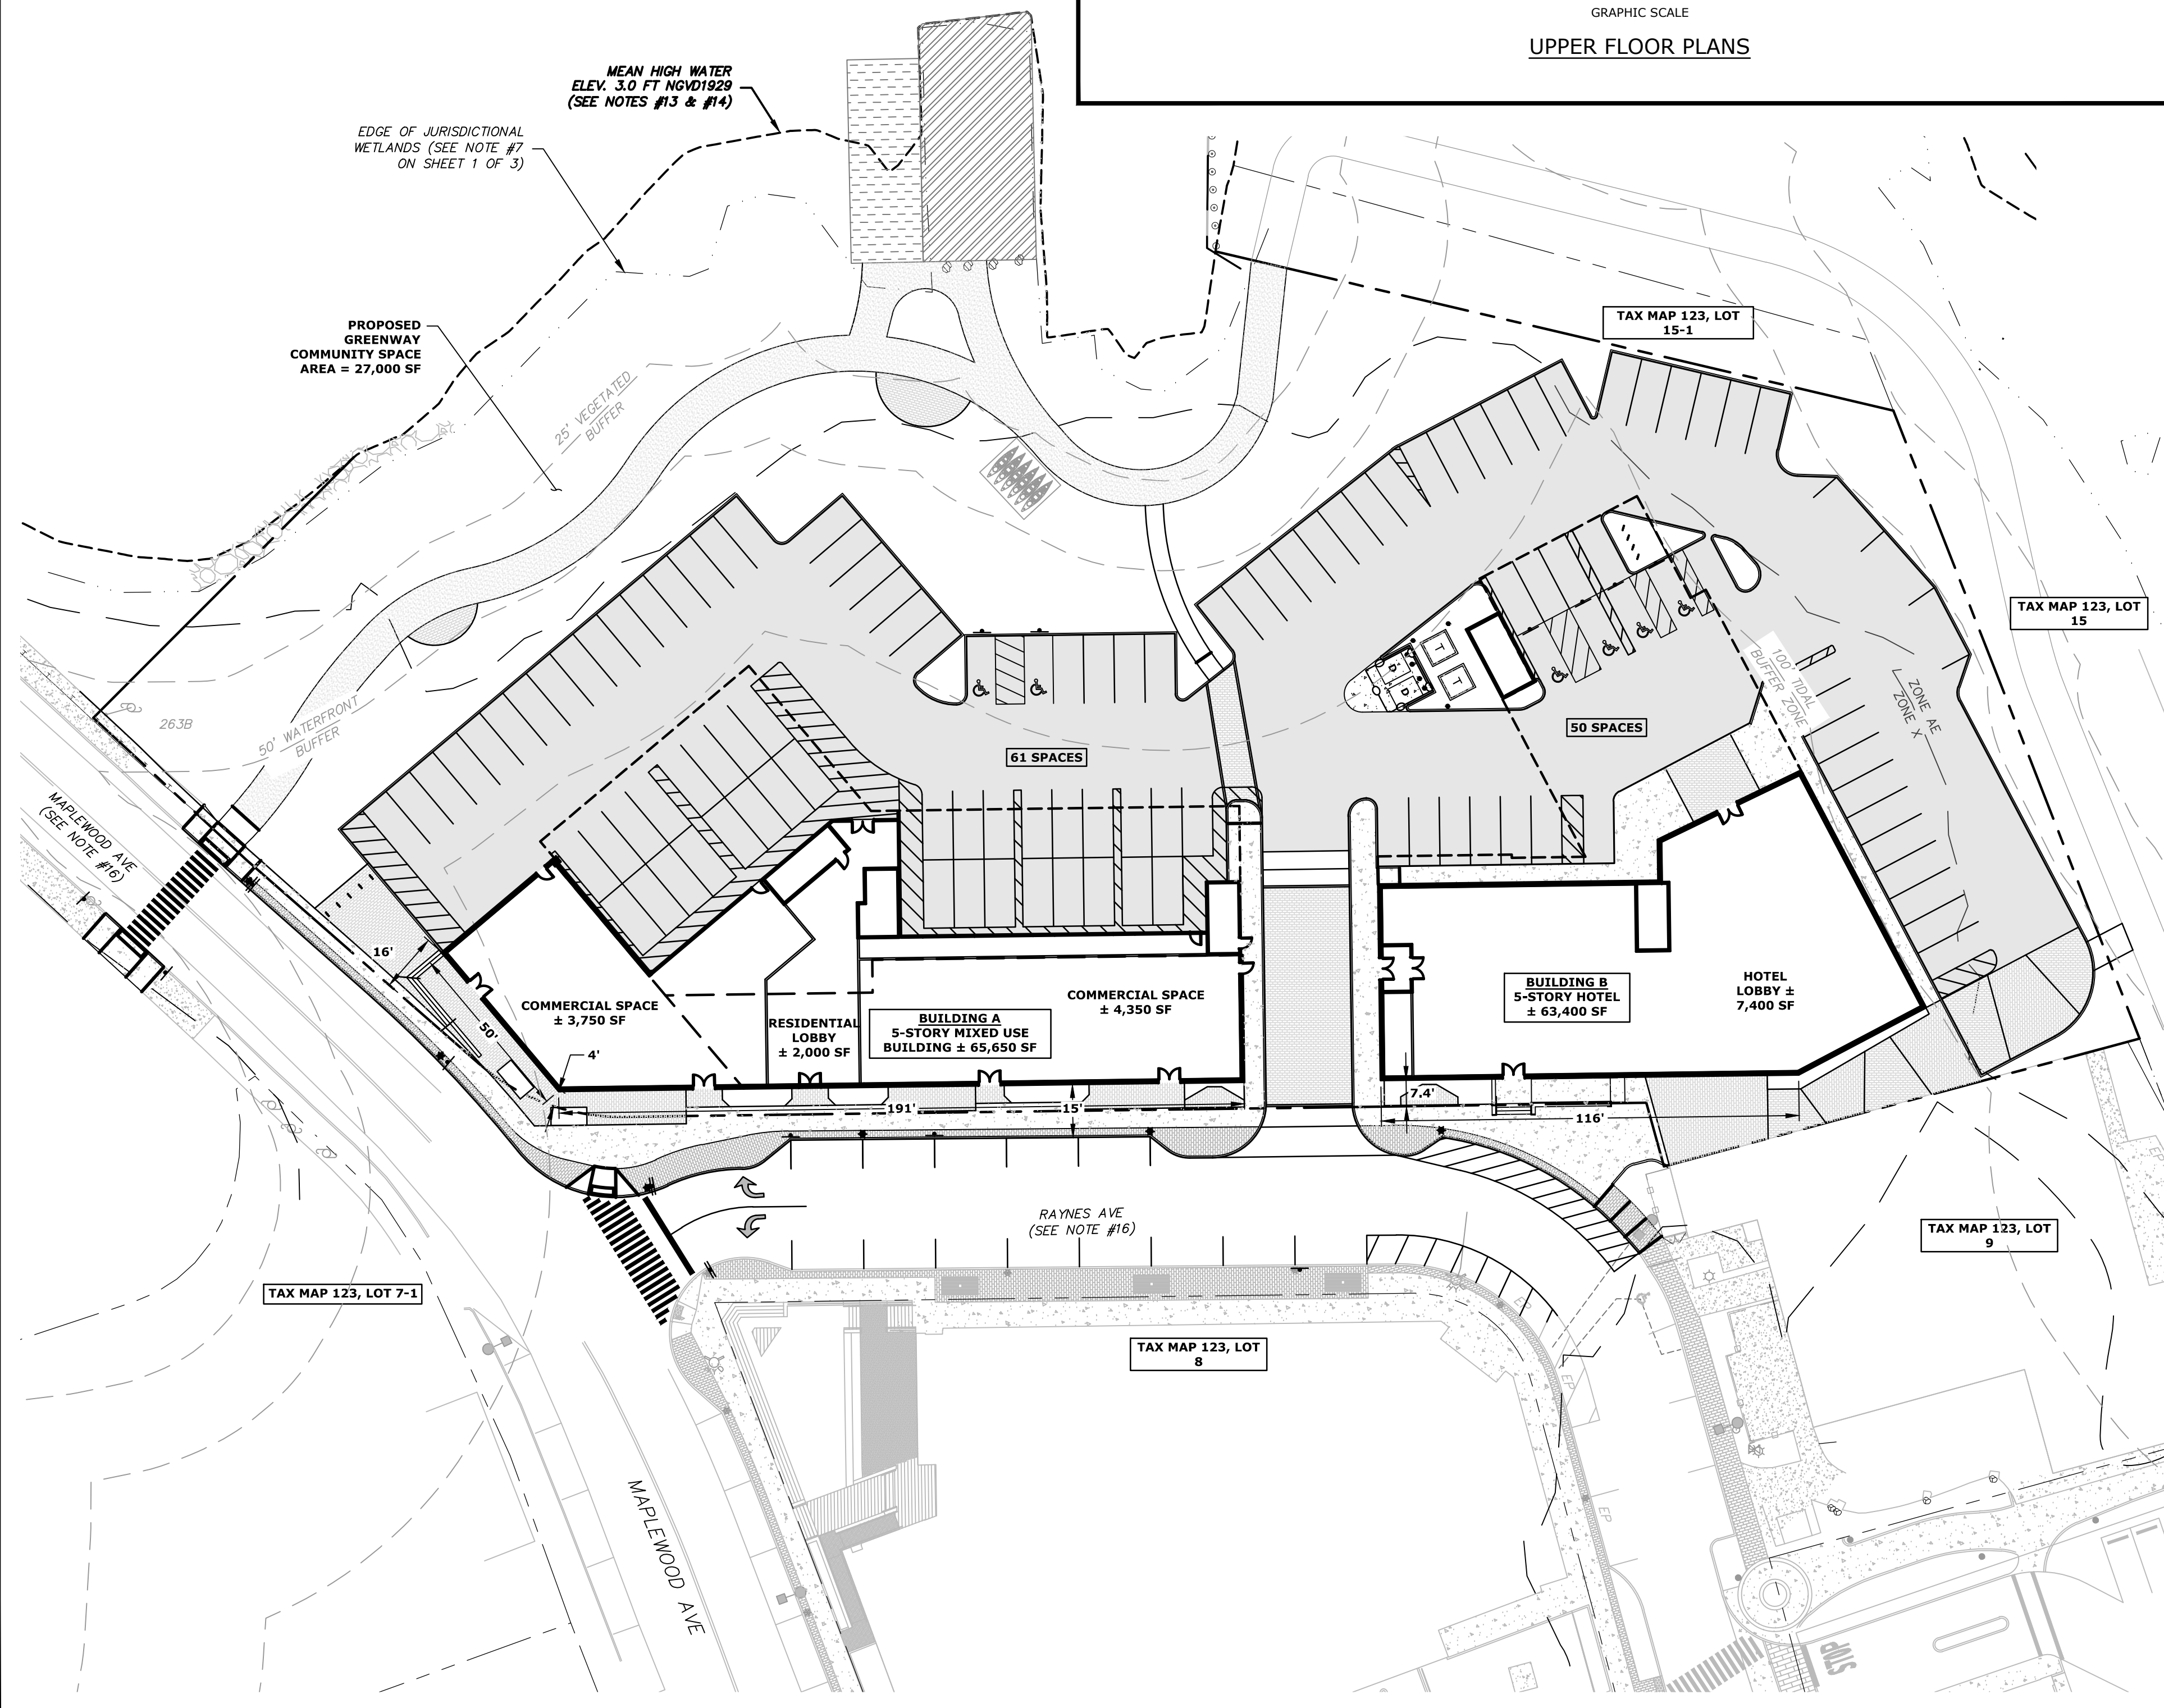 GRAPHIC SCALE
UPPER FLOOR PLANS
MEAN HIGH WATER
ELEV. 3.0 FT NGVD1929
(SEE NOTES #13 & #14)
EDGE OF JURISDICTIONAL
WETLANDS (SEE NOTE #7
ON SHEET 1 OF 3)
PROPOSED
GREENWAY
COMMUNITY SPACE
AREA = 27,000 SF
25' VEGETATED
BUFFER
TAX MAP 123, LOT
15-1
TAX MAP 123, LOT
15
263B
50' WATERFRONT
BUFFER
100' TIDAL
BUFFER ZONE
ZONE AE
ZONE X
T
T
D
D
61 SPACES
50 SPACES
MAPLEWOOD AVE
(SEE NOTE #16)
16'
50'
4'
COMMERCIAL SPACE
± 3,750 SF
RESIDENTIAL
LOBBY
± 2,000 SF
BUILDING A
5-STORY MIXED USE
BUILDING ± 65,650 SF
COMMERCIAL SPACE
± 4,350 SF
BUILDING B
5-STORY HOTEL
± 63,400 SF
HOTEL
LOBBY ±
7,400 SF
191'
15'
7.4'
116'
RAYNES AVE
(SEE NOTE #16)
TAX MAP 123, LOT
9
TAX MAP 123, LOT 7-1
TAX MAP 123, LOT
8
MAPLEWOOD AVE
EP
EP
EP
EP
STOP